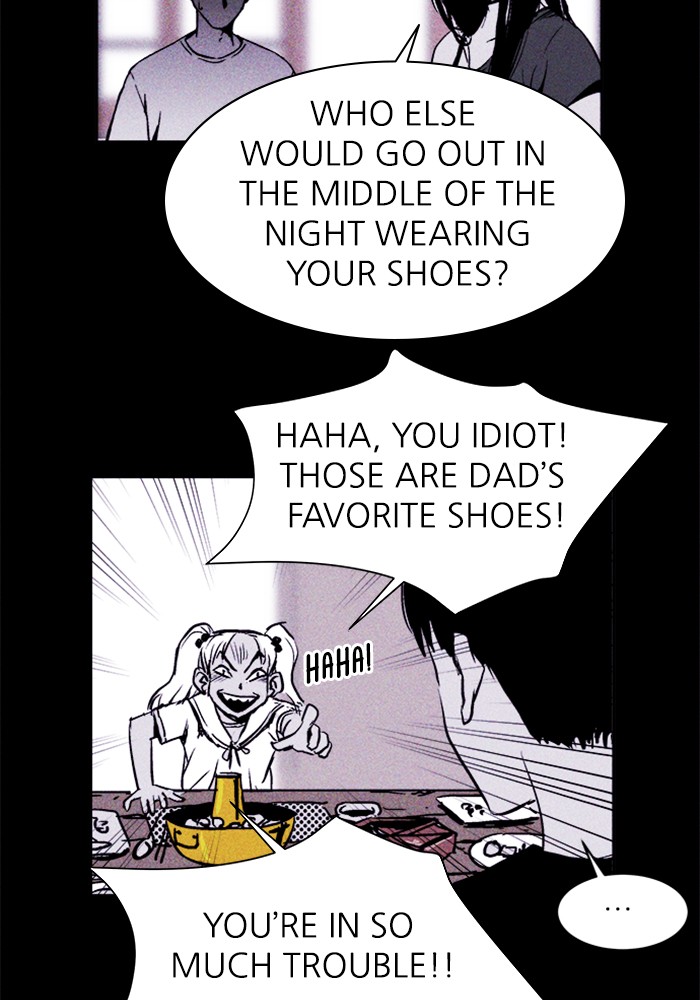 WHO ELSE
WOULD GO OUT IN
THE MIDDLE OF THE
NIGHT WEARING
YOUR SHOES?
HAHA, YOU IDIOT!
THOSE ARE DAD'S
FAVORITE SHOES!
HAHA!
...
YOU'RE IN SO
MUCH TROUBLE!!